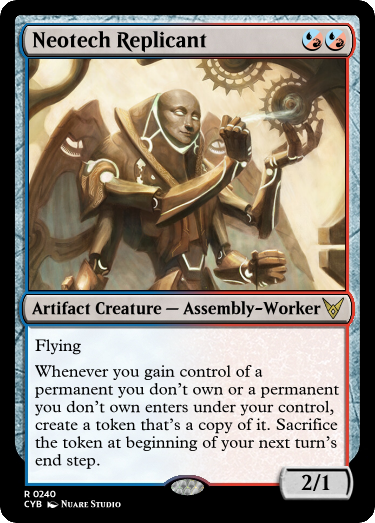 Neotech Replicant
Artifact Creature — Assembly-Worker
Flying
Whenever you gain control of a
permanent you don't own or a permanent
you don't own enters under your control,
create a token that's a copy of it. Sacrifice
the token at beginning of your next turn's
end step.
2/1
R 0240
CYB Nuare Studio